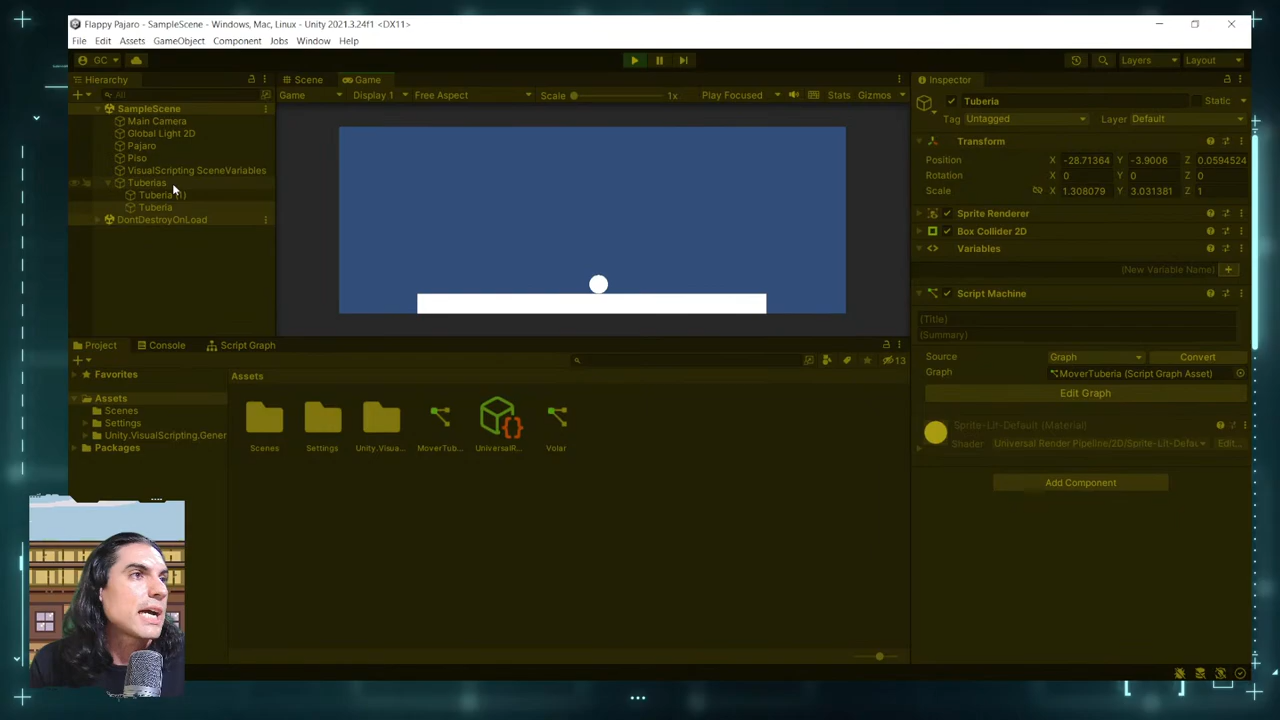 Flappy Pajaro - SampleScene - Windows, Mac, Linux - Unity 2021.3.24f1 <DX11>
File Edit Assets GameObject Component Jobs Window Help
GC Layers Layout
Hierarchy
All
SampleScene
Main Camera
Global Light 2D
Pajaro
Piso
VisualScripting SceneVariables
Tuberias
Tuberia (1)
Tuberia
DontDestroyOnLoad
Scene Game
Game Display 1 Free Aspect Scale 1x Play Focused Stats Gizmos
Inspector
Tuberia Static
Tag Untagged Layer Default
Transform
Position X -28.71364 Y -3.9006 Z 0.0594524
Rotation X 0 Y 0 Z 0
Scale X 1.308079 Y 3.031381 Z 1
Sprite Renderer
Box Collider 2D
Variables
(New Variable Name)
Script Machine
(Title)
(Summary)
Source Graph Convert
Graph MoverTuberia (Script Graph Asset)
Edit Graph
Sprite-Lit-Default (Material)
Shader Universal Render Pipeline/2D/Sprite-Lit-Defau Edit...
Add Component
Project Console Script Graph
13
Favorites
Assets
Scenes
Settings
Unity.VisualScripting.Gener
Packages
Assets
Scenes Settings Unity.Visua... MoverTub... UniversalR... Volar